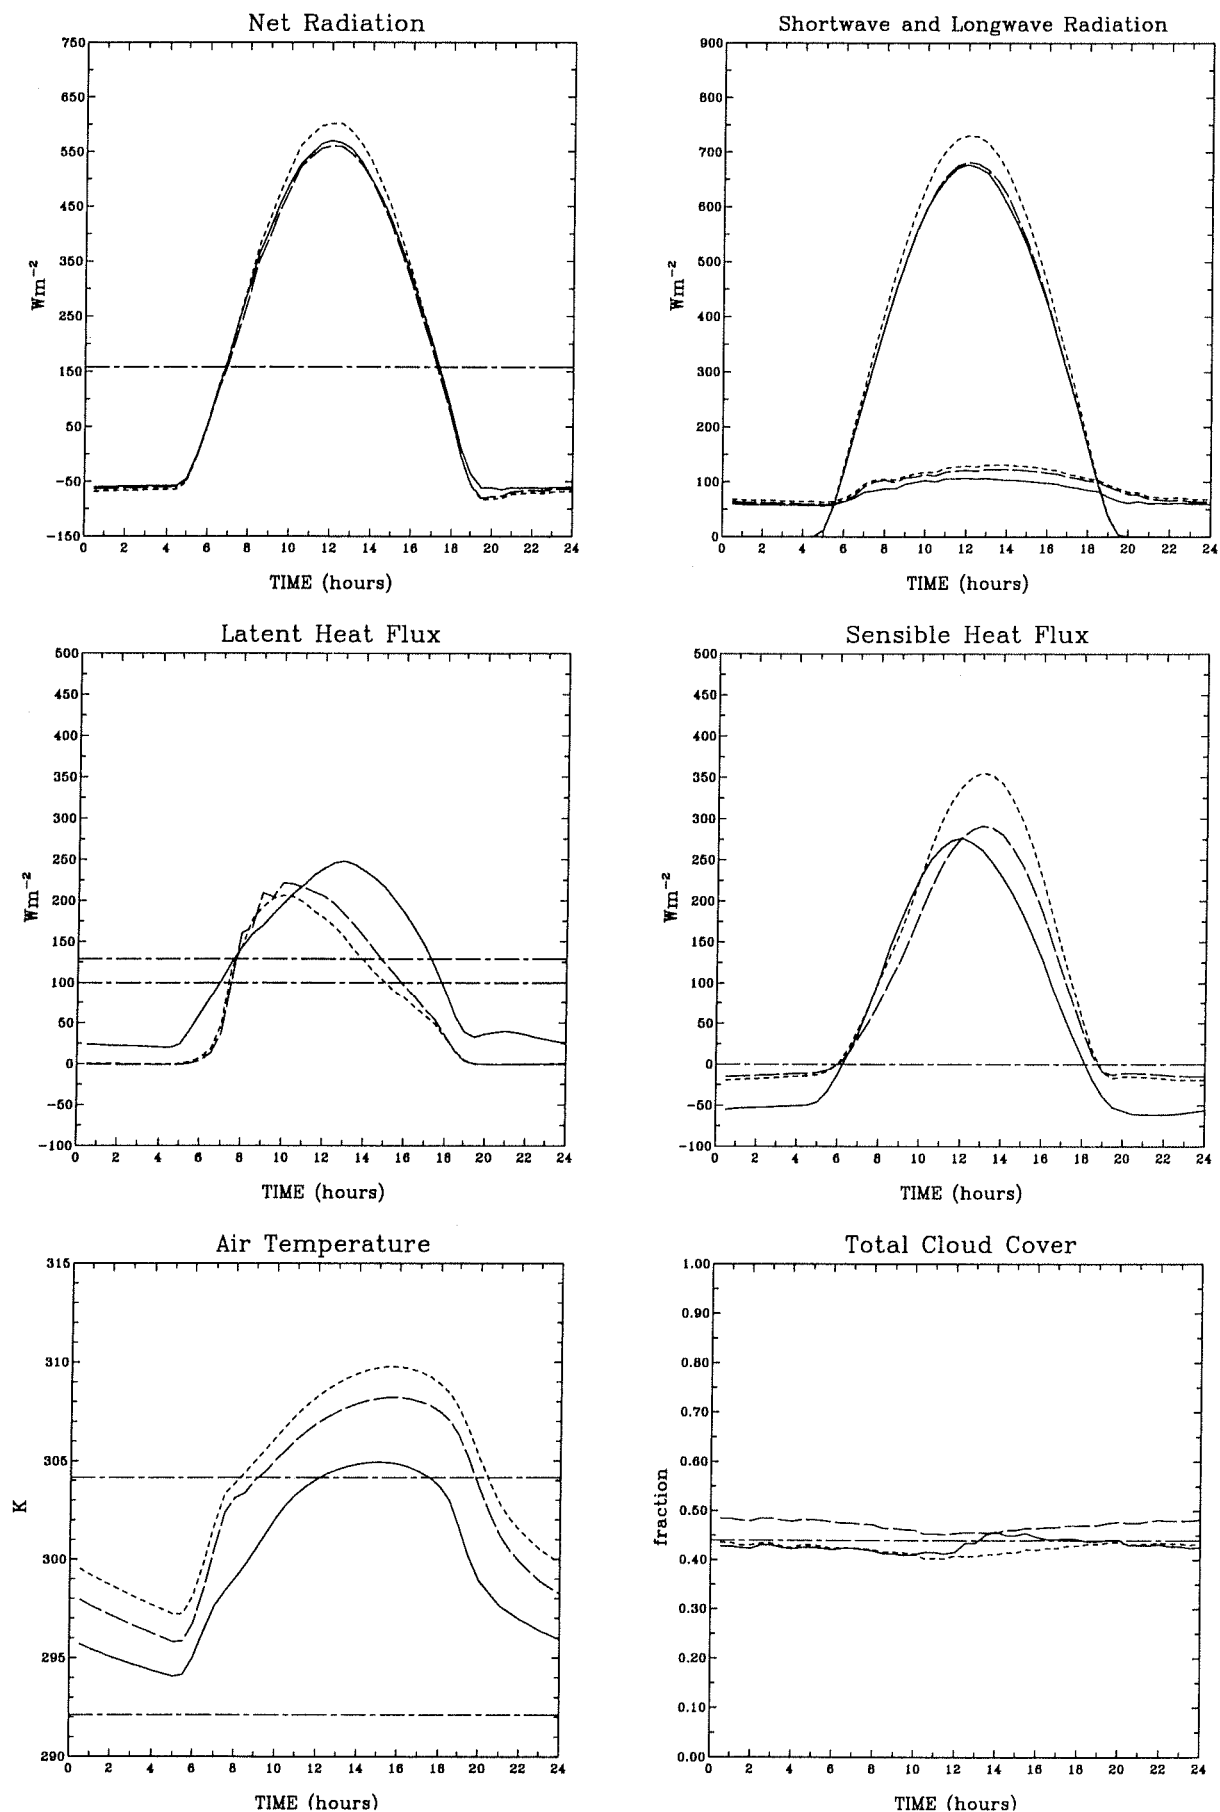 Net Radiation
750
650
550
450
350
250
150
50
-50
-150
Wm−2
0 2 4 6 8 10 12 14 16 18 20 22 24
TIME (hours)
Shortwave and Longwave Radiation
900
800
700
600
500
400
300
200
100
0
Wm−2
0 2 4 6 8 10 12 14 16 18 20 22 24
TIME (hours)
Latent Heat Flux
500
450
400
350
300
250
200
150
100
50
0
-50
-100
Wm−2
0 2 4 6 8 10 12 14 16 18 20 22 24
TIME (hours)
Sensible Heat Flux
500
450
400
350
300
250
200
150
100
50
0
-50
-100
Wm−2
0 2 4 6 8 10 12 14 16 18 20 22 24
TIME (hours)
Air Temperature
315
310
305
300
295
290
K
0 2 4 6 8 10 12 14 16 18 20 22 24
TIME (hours)
Total Cloud Cover
1.00
0.90
0.80
0.70
0.60
0.50
0.40
0.30
0.20
0.10
0.00
fraction
0 2 4 6 8 10 12 14 16 18 20 22 24
TIME (hours)